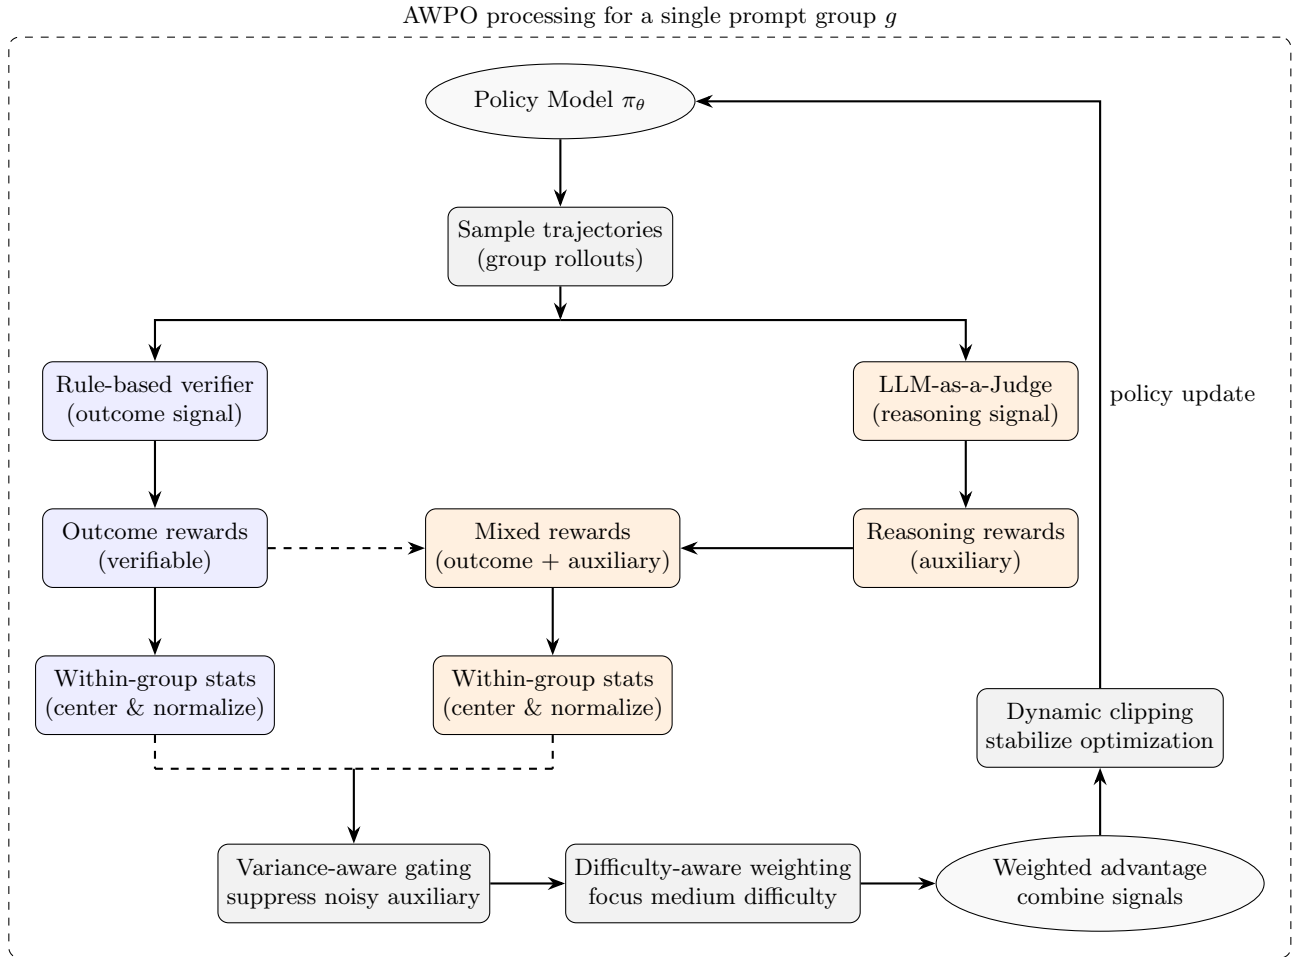 AWPO processing for a single prompt group g
Policy Model πθ
Sample trajectories
(group rollouts)
Rule-based verifier
(outcome signal)
LLM-as-a-Judge
(reasoning signal)
policy update
Outcome rewards
(verifiable)
Mixed rewards
(outcome + auxiliary)
Reasoning rewards
(auxiliary)
Within-group stats
(center & normalize)
Within-group stats
(center & normalize)
Dynamic clipping
stabilize optimization
Variance-aware gating
suppress noisy auxiliary
Difficulty-aware weighting
focus medium difficulty
Weighted advantage
combine signals